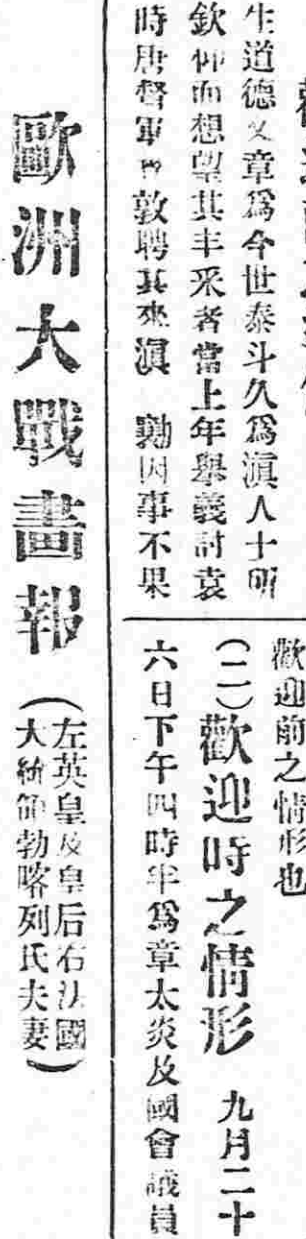 生道德文章爲今世泰斗久爲滇人士所
欽仰而想望其丰采者當上年舉義討袁
時唐督軍曾敦聘其來滇 勷因事不果
歡迎前之情形也
(二)歡迎時之情形 九月二十
六日下午四時半爲章太炎及國會議員
歐洲大戰畫報
(左英皇及皇后右法國
大統領勃喀列氏夫妻)